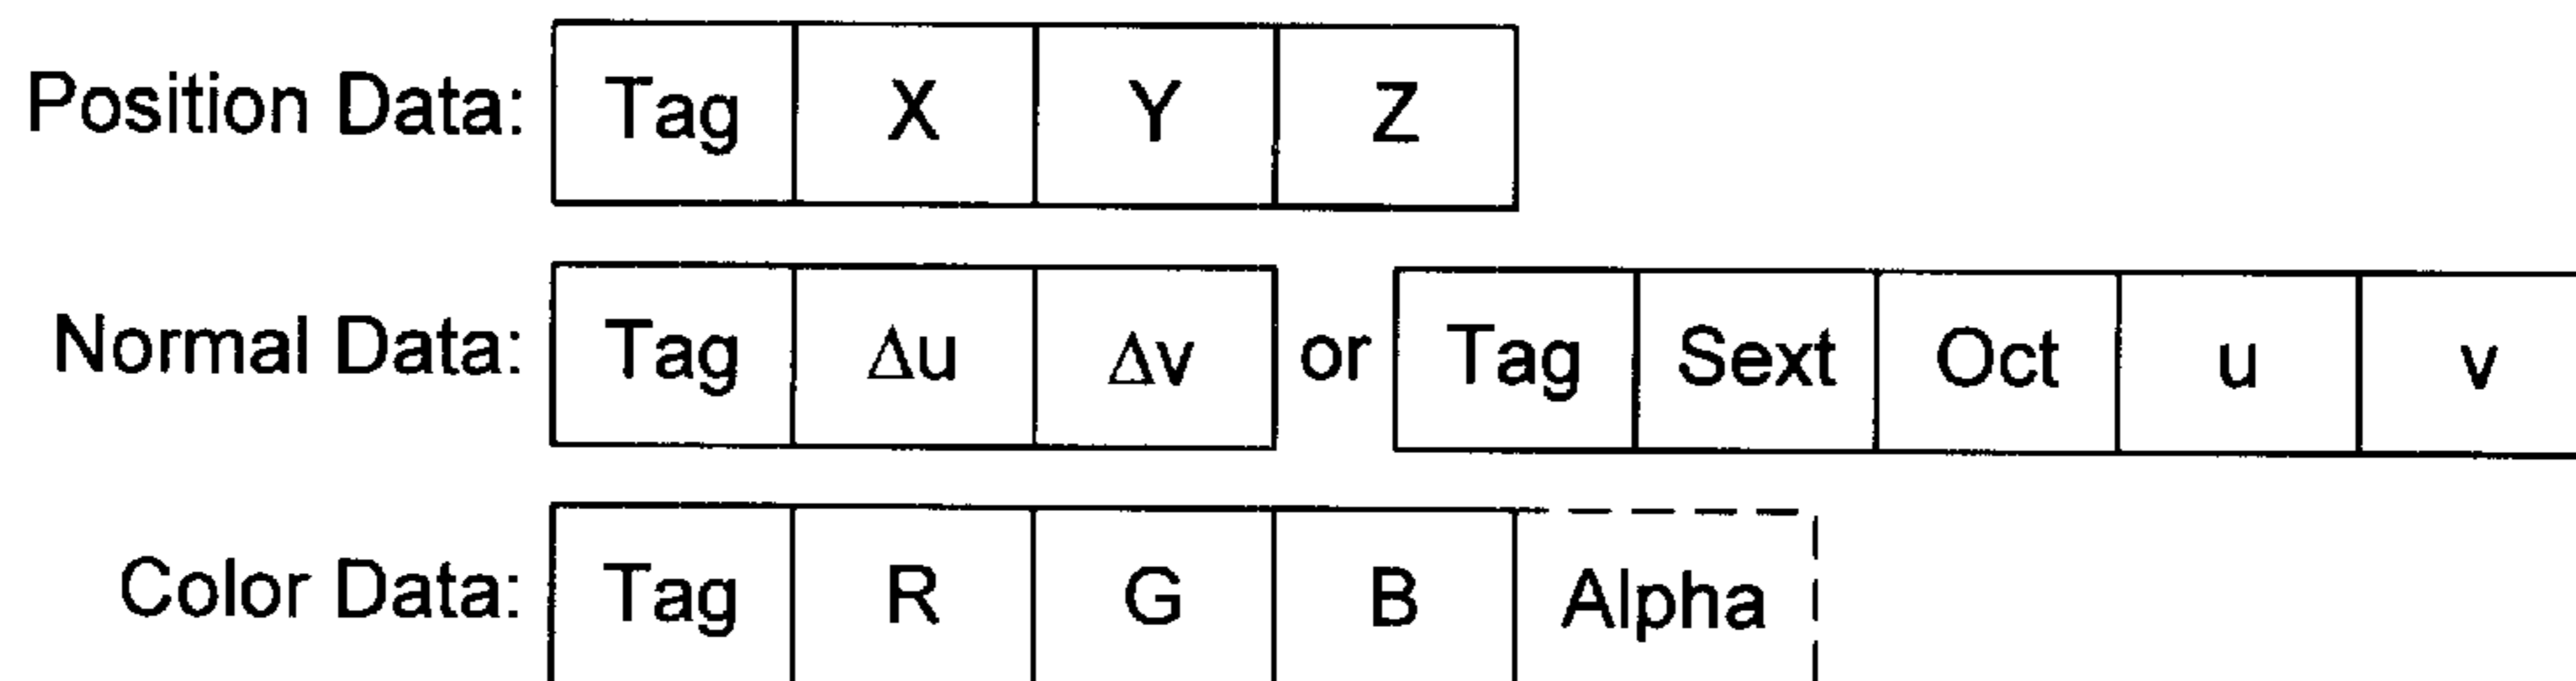 Position Data: Tag X Y Z
Normal Data: Tag Δu Δv or Tag Sext Oct u v
Color Data: Tag R G B Alpha